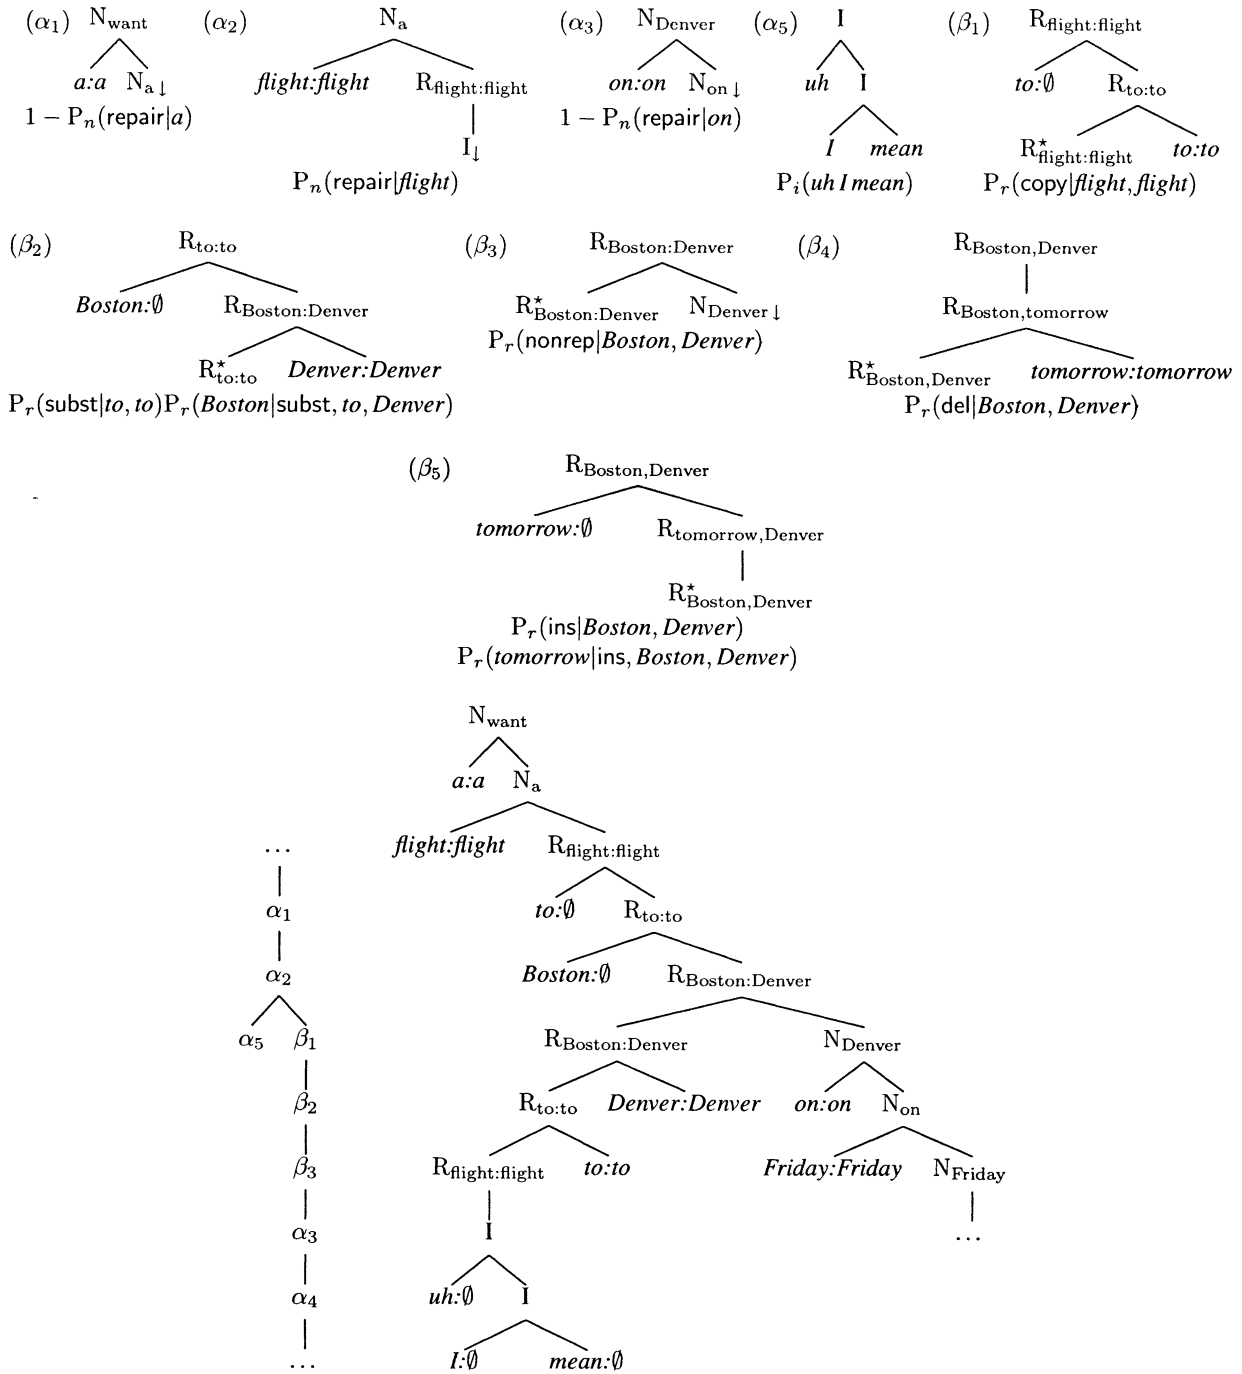 (α₁) N_want (α₂) N_a (α₃) N_Denver (α₅) I (β₁) R_flight:flight
a:a N_a↓ flight:flight R_flight:flight on:on N_on↓ uh I to:∅ R_to:to
1 − P_n(repair|a) I↓ 1 − P_n(repair|on) I mean R*_flight:flight to:to
P_n(repair|flight) P_i(uh I mean) P_r(copy|flight, flight)
(β₂) R_to:to (β₃) R_Boston:Denver (β₄) R_Boston,Denver
Boston:∅ R_Boston:Denver R*_Boston:Denver N_Denver↓ R_Boston,tomorrow
P_r(nonrep|Boston, Denver)
R*_to:to Denver:Denver R*_Boston,Denver tomorrow:tomorrow
P_r(subst|to, to)P_r(Boston|subst, to, Denver) P_r(del|Boston, Denver)
(β₅) R_Boston,Denver
tomorrow:∅ R_tomorrow,Denver
R*_Boston,Denver
P_r(ins|Boston, Denver)
P_r(tomorrow|ins, Boston, Denver)
N_want
a:a N_a
... flight:flight R_flight:flight
α₁ to:∅ R_to:to
α₂ Boston:∅ R_Boston:Denver
α₅ β₁ R_Boston:Denver N_Denver
β₂ R_to:to Denver:Denver on:on N_on
β₃ R_flight:flight to:to Friday:Friday N_Friday
α₃ I ...
α₄ uh:∅ I
... I:∅ mean:∅